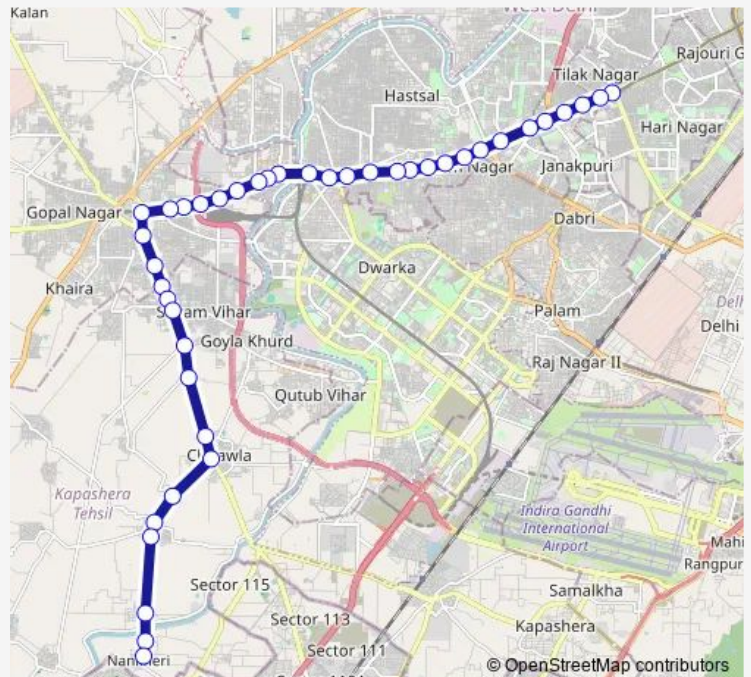 Kalan
West Delhi
Rajouri G
Tilak Nagar
Hastsal
Hari Nagar
Nagar
Janakpuri
Gopal Nagar
Dabri
Dwarka
Khaira
Palam
Delhi
Goyla Khurd
Raj Nagar II
Qutub Vihar
Kapashera
Tehsil
Indira Gandhi
International
Airport
Mahi
Rangpur
Sector 115
Samalkha
Sector 113
Kapashera
Sector 111
© OpenStreetMap contributors